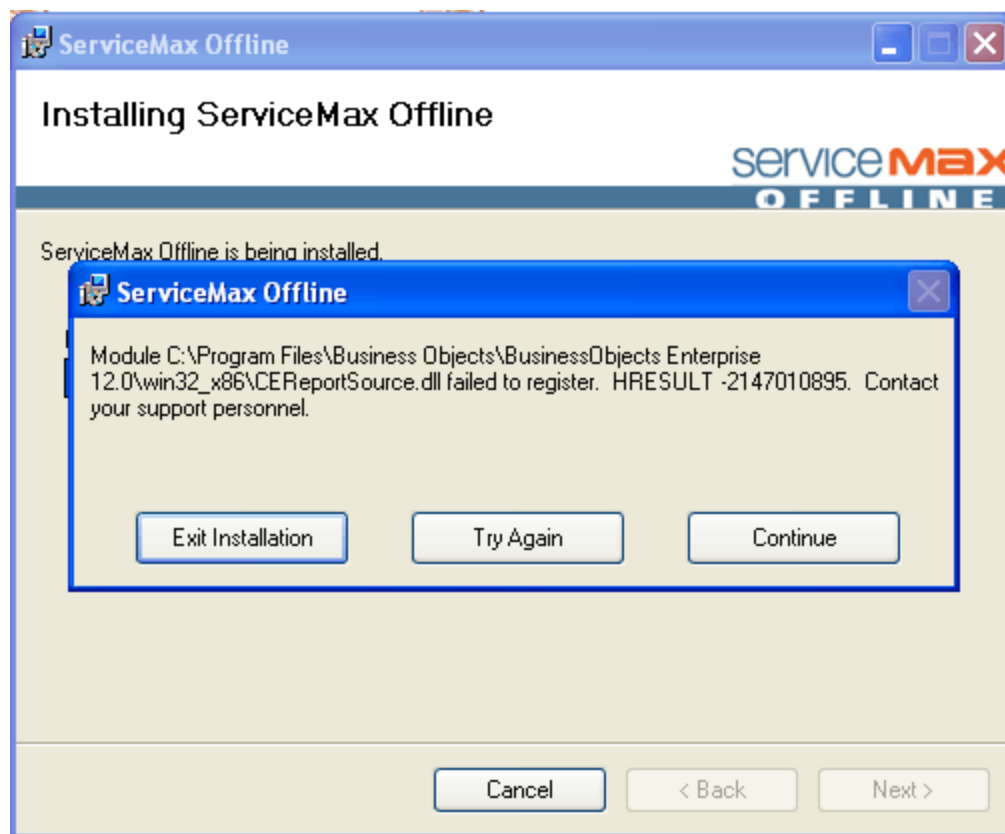 ServiceMax Offline
Installing ServiceMax Offline
service max
OFFLINE
ServiceMax Offline is being installed.
ServiceMax Offline
Module C:\Program Files\Business Objects\BusinessObjects Enterprise
12.0\win32_x86\CEReportSource.dll failed to register. HRESULT -2147010895. Contact
your support personnel.
Exit Installation
Try Again
Continue
Cancel
< Back
Next >